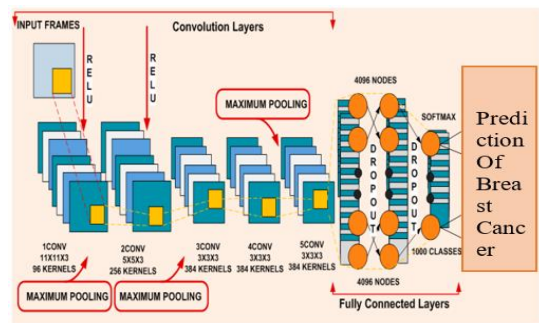 INPUT FRAMES
Convolution Layers
RELU
RELU
4096 NODES
MAXIMUM POOLING
SOFTMAX
DROPOUT
DROPOUT
Predi
ction
Of
Brea
st
Canc
er
1CONV
11X11X3
96 KERNELS
2CONV
5X5X3
256 KERNELS
3CONV
3X3X3
384 KERNELS
4CONV
3X3X3
384 KERNELS
5CONV
3X3X3
384 KERNELS
1000 CLASSES
4096 NODES
MAXIMUM POOLING
MAXIMUM POOLING
Fully Connected Layers